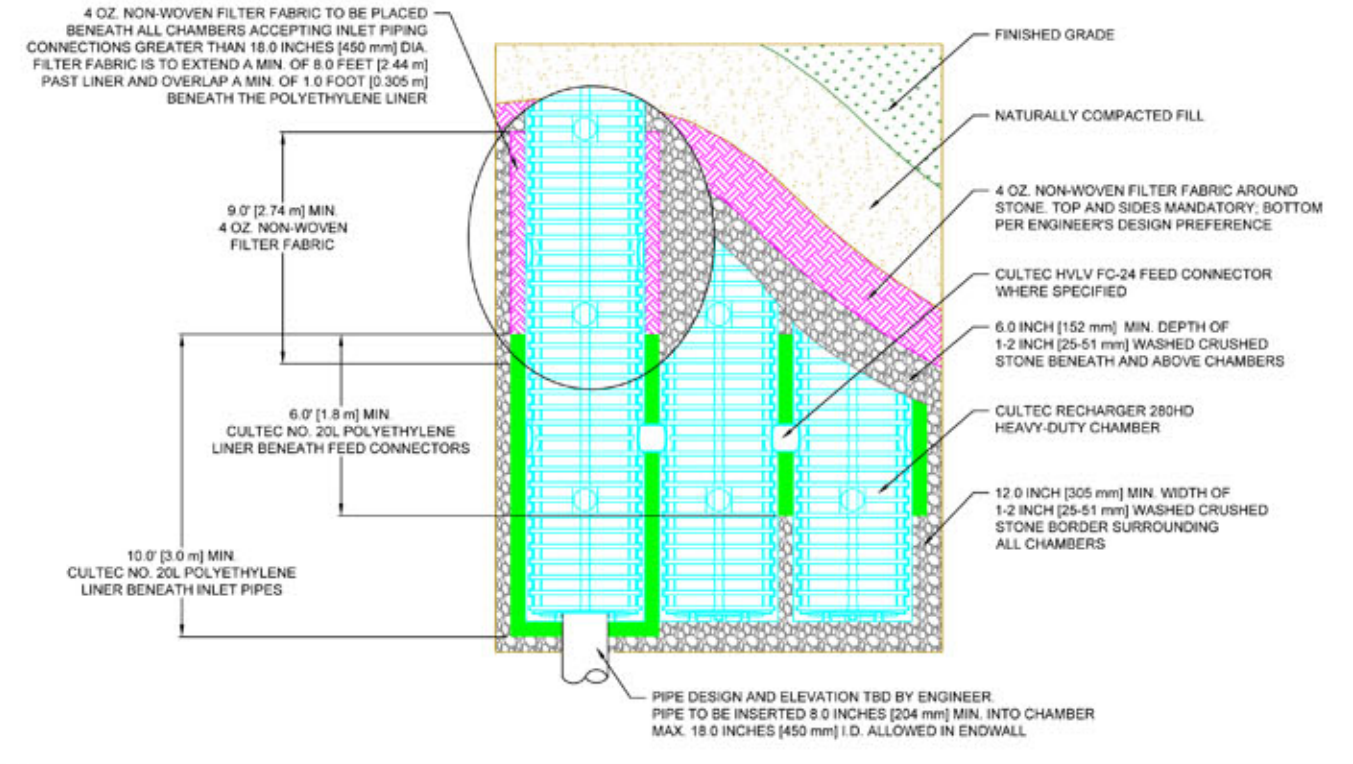 4 OZ. NON-WOVEN FILTER FABRIC TO BE PLACED
BENEATH ALL CHAMBERS ACCEPTING INLET PIPING
CONNECTIONS GREATER THAN 18.0 INCHES [450 mm] DIA.
FILTER FABRIC IS TO EXTEND A MIN. OF 8.0 FEET [2.44 m]
PAST LINER AND OVERLAP A MIN. OF 1.0 FOOT [0.305 m]
BENEATH THE POLYETHYLENE LINER
9.0' [2.74 m] MIN.
4 OZ. NON-WOVEN
FILTER FABRIC
6.0' [1.8 m] MIN.
CULTEC NO. 20L POLYETHYLENE
LINER BENEATH FEED CONNECTORS
10.0' [3.0 m] MIN.
CULTEC NO. 20L POLYETHYLENE
LINER BENEATH INLET PIPES
FINISHED GRADE
NATURALLY COMPACTED FILL
4 OZ. NON-WOVEN FILTER FABRIC AROUND
STONE. TOP AND SIDES MANDATORY; BOTTOM
PER ENGINEER'S DESIGN PREFERENCE
CULTEC HVLV FC-24 FEED CONNECTOR
WHERE SPECIFIED
6.0 INCH [152 mm] MIN. DEPTH OF
1-2 INCH [25-51 mm] WASHED CRUSHED
STONE BENEATH AND ABOVE CHAMBERS
CULTEC RECHARGER 280HD
HEAVY-DUTY CHAMBER
12.0 INCH [305 mm] MIN. WIDTH OF
1-2 INCH [25-51 mm] WASHED CRUSHED
STONE BORDER SURROUNDING
ALL CHAMBERS
PIPE DESIGN AND ELEVATION TBD BY ENGINEER.
PIPE TO BE INSERTED 8.0 INCHES [204 mm] MIN. INTO CHAMBER
MAX. 18.0 INCHES [450 mm] I.D. ALLOWED IN ENDWALL